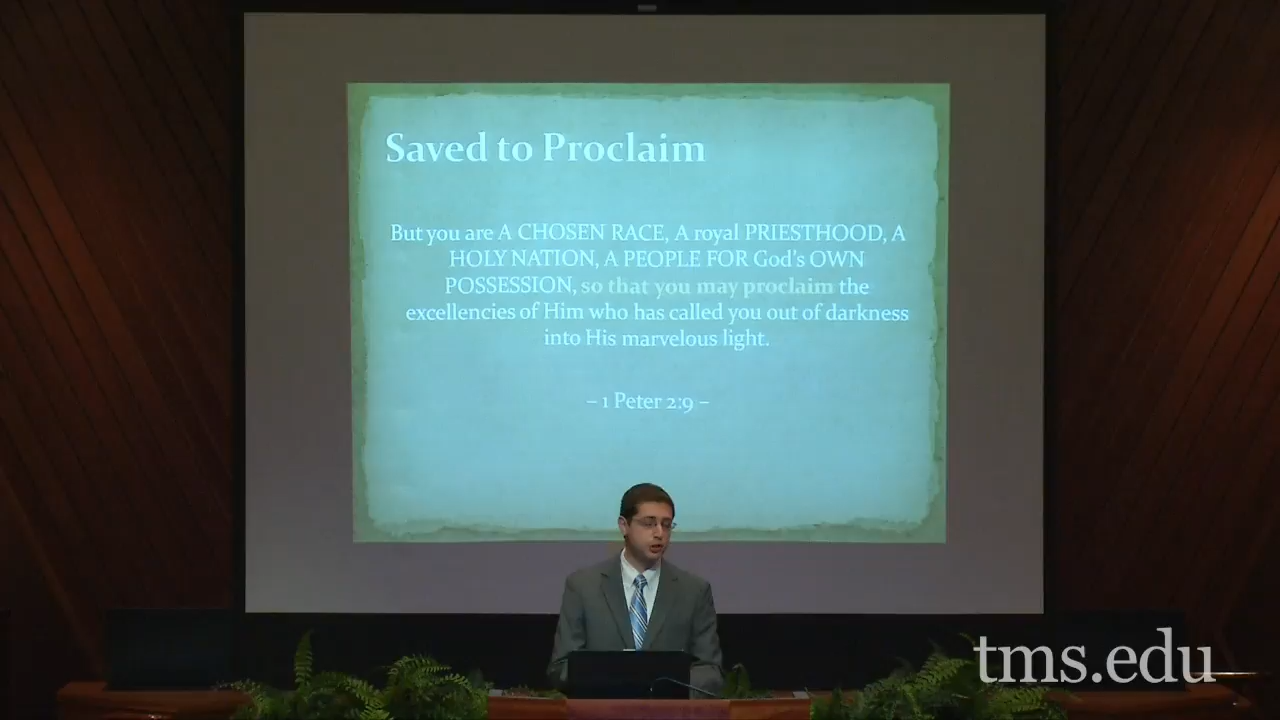 Saved to Proclaim
But you are A CHOSEN RACE, A royal PRIESTHOOD, A
HOLY NATION, A PEOPLE FOR God's OWN
POSSESSION, so that you may proclaim the
excellencies of Him who has called you out of darkness
into His marvelous light.
– 1 Peter 2:9 –
tms.edu